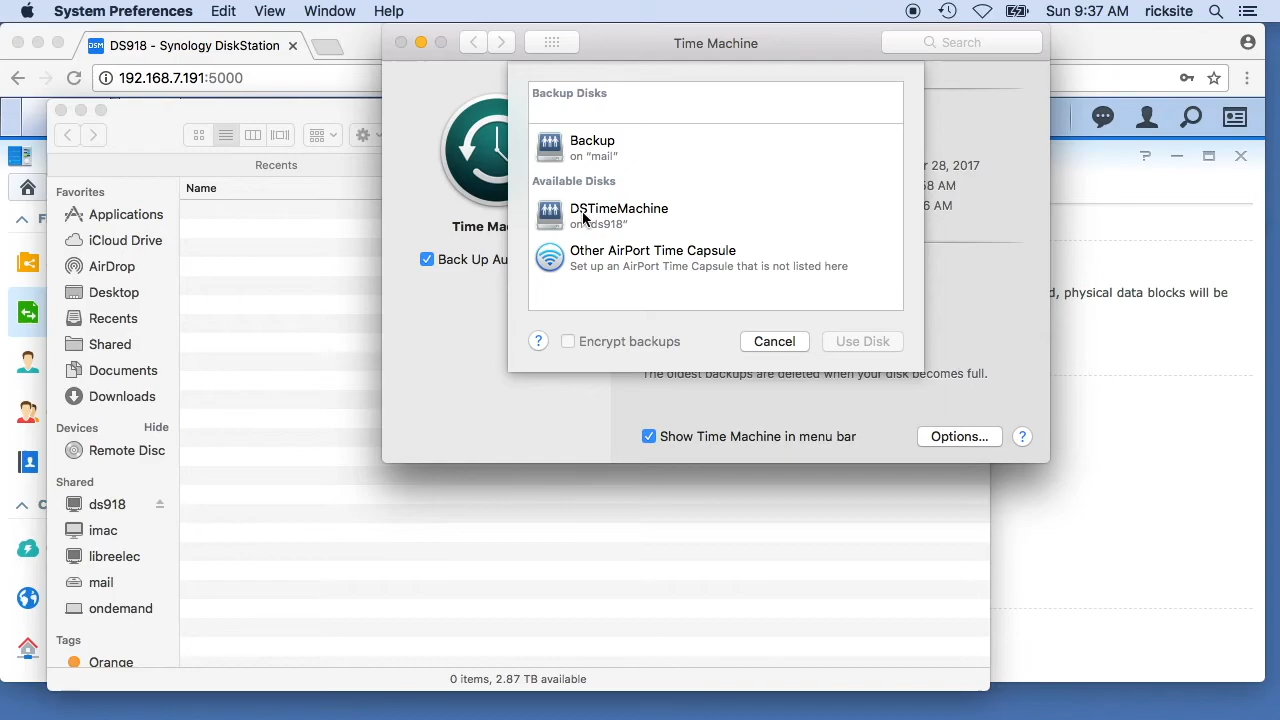 System Preferences Edit View Window Help
Sun 9:37 AM ricksite
DSM DS918 - Synology DiskStation
192.168.7.191:5000
Time Machine
Search
Backup Disks
Backup
on "mail"
Available Disks
DSTimeMachine
on "ds918"
Other AirPort Time Capsule
Set up an AirPort Time Capsule that is not listed here
? Encrypt backups Cancel Use Disk
Back Up Au
r 28, 2017
6 AM
The oldest backups are deleted when your disk becomes full.
Show Time Machine in menu bar Options... ?
Recents
Name
Favorites
Applications
iCloud Drive
AirDrop
Desktop
Recents
Shared
Documents
Downloads
Devices Hide
Remote Disc
Shared
ds918
imac
libreelec
mail
ondemand
Tags
Orange
0 items, 2.87 TB available
d, physical data blocks will be